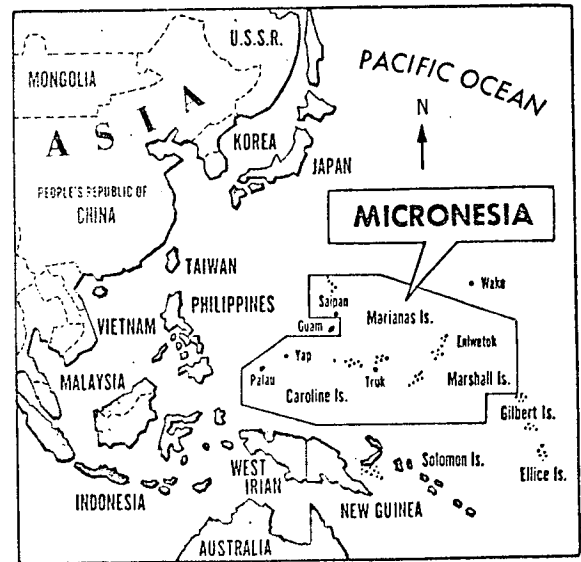 U.S.S.R.
MONGOLIA
PACIFIC OCEAN
ASIA
N
KOREA
JAPAN
PEOPLE'S REPUBLIC OF
CHINA
MICRONESIA
TAIWAN
Wake
Saipan
PHILIPPINES
Marianas Is.
Guam
VIETNAM
Eniwetok
Yap
MALAYSIA
Palau
Truk
Marshall Is.
Caroline Is.
Gilbert Is.
WEST
IRIAN
Solomon Is.
Ellice Is.
INDONESIA
NEW GUINEA
AUSTRALIA